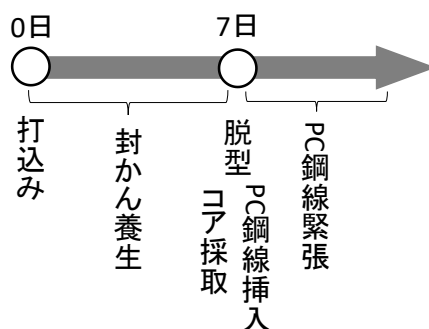 0日
7日
打込み
封かん養生
脱型
コア採取
PC鋼線挿入
PC鋼線緊張